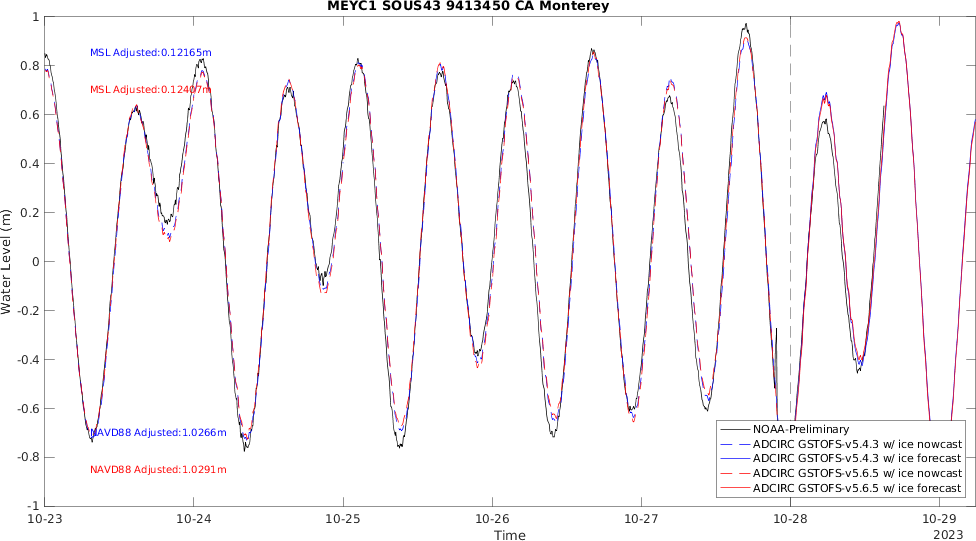 MEYC1 SOUS43 9413450 CA Monterey
Water Level (m)
1
0.8
0.6
0.4
0.2
0
-0.2
-0.4
-0.6
-0.8
-1
MSL Adjusted:0.12165m
MSL Adjusted:0.12407m
NAVD88 Adjusted:1.0266m
NAVD88 Adjusted:1.0291m
NOAA-Preliminary
ADCIRC GSTOFS-v5.4.3 w/ ice nowcast
ADCIRC GSTOFS-v5.4.3 w/ ice forecast
ADCIRC GSTOFS-v5.6.5 w/ ice nowcast
ADCIRC GSTOFS-v5.6.5 w/ ice forecast
10-23 10-24 10-25 10-26 10-27 10-28 10-29
Time
2023